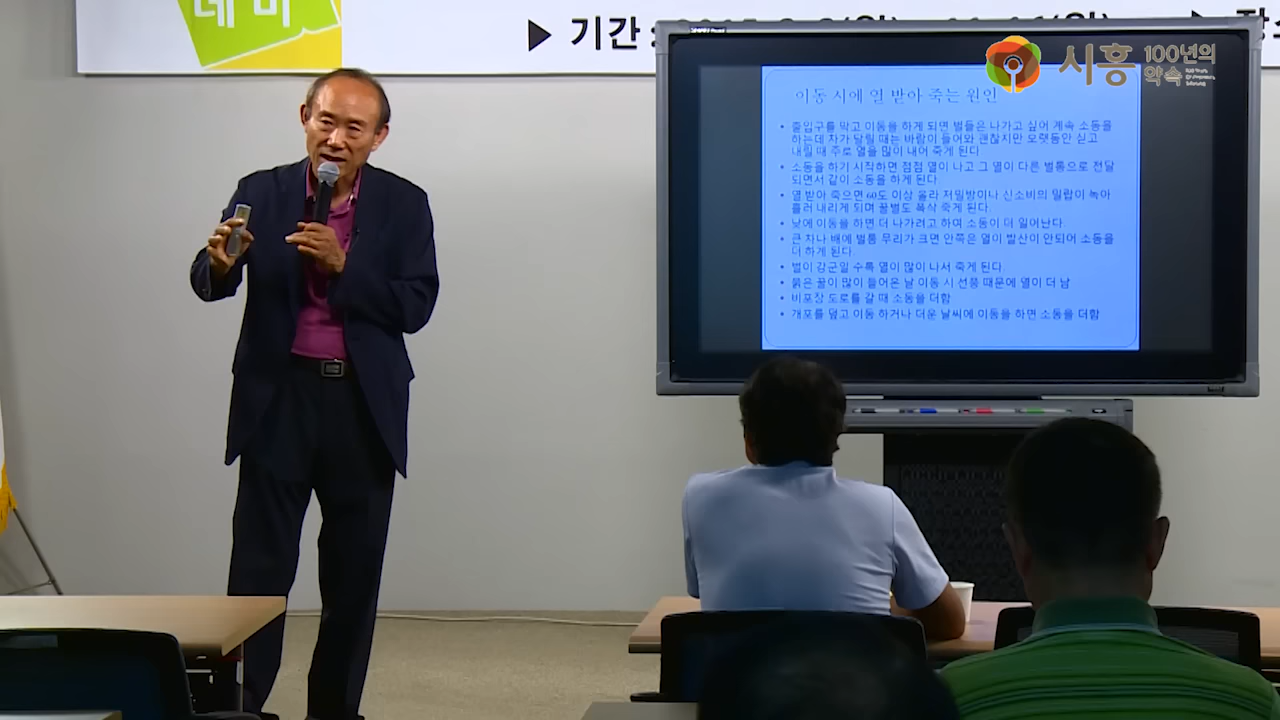 데미
▶ 기간 :
시흥 100년의 약속
이동 시에 열 받아 죽는 원인
• 출입구를 막고 이동을 하게 되면 벌들은 나가고 싶어 계속 소동을
하는데 차가 달릴 때는 바람이 들어와 괜찮지만 모랫동안 싣고
내릴 때 주로 열을 많이 내어 죽게 된다.
• 소동을 하기 시작하면 점점 열이 나고 그 열이 다른 벌통으로 전달
되면서 같이 소동을 하게 된다.
• 열 받아 죽으면 60도 이상 올라 저밀방이나 신소비의 밀랍이 녹아
흘러 내리게 되며 꿀벌도 폭삭 죽게 된다.
• 낮에 이동을 하면 더 나가려고 하여 소동이 더 일어난다.
• 큰 차나 배에 벌통 무리가 크면 안쪽은 열이 발산이 안되어 소동을
더 하게 된다.
• 벌이 강군일 수록 열이 많이 나서 죽게 된다.
• 묽은 꿀이 많이 들어온 날 이동 시 선풍 때문에 열이 더 남
• 비포장 도로를 갈 때 소동을 더함
• 개포를 덮고 이동 하거나 더운 날씨에 이동을 하면 소동을 더함